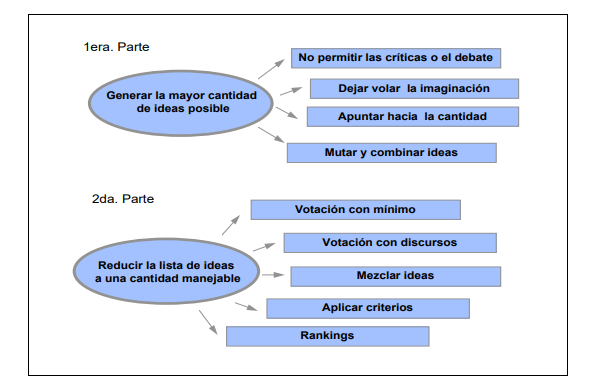 1era. Parte
Generar la mayor cantidad
de ideas posible
No permitir las críticas o el debate
Dejar volar la imaginación
Apuntar hacia la cantidad
Mutar y combinar ideas
2da. Parte
Reducir la lista de ideas
a una cantidad manejable
Votación con mínimo
Votación con discursos
Mezclar ideas
Aplicar criterios
Rankings